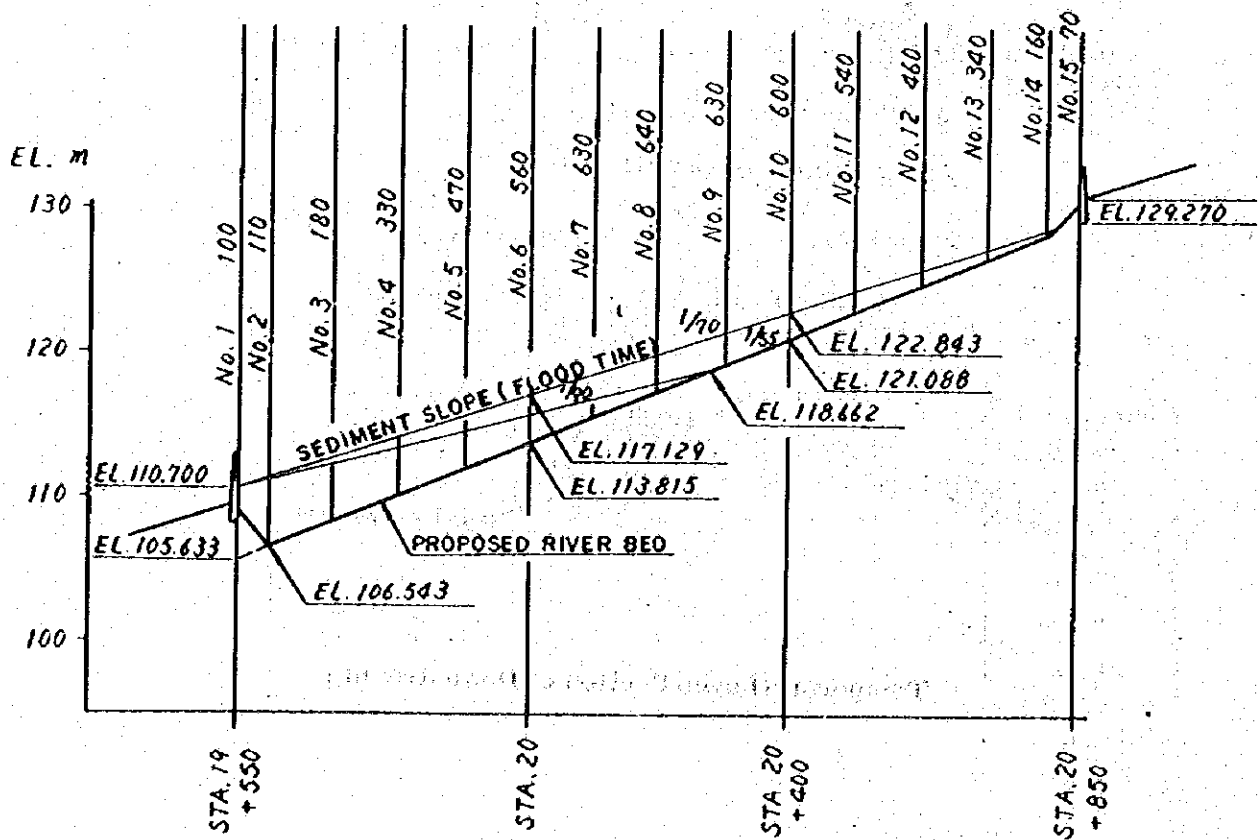 EL. m
130
120
110
100
No.1 100
No.2 110
No.3 180
No.4 330
No.5 470
No.6 560
No.7 630
No.8 640
No.9 630
No.10 600
No.11 540
No.12 460
No.13 340
No.14 160
No.15 70
EL.129.270
1/70
1/55
EL.122.843
EL.121.088
EL.118.662
SEDIMENT SLOPE (FLOOD TIME)
EL.117.129
EL.113.815
EL.110.700
EL.105.633
EL.106.543
PROPOSED RIVER BED
STA.19
+550
STA.20
STA.20
+400
STA.20
+850